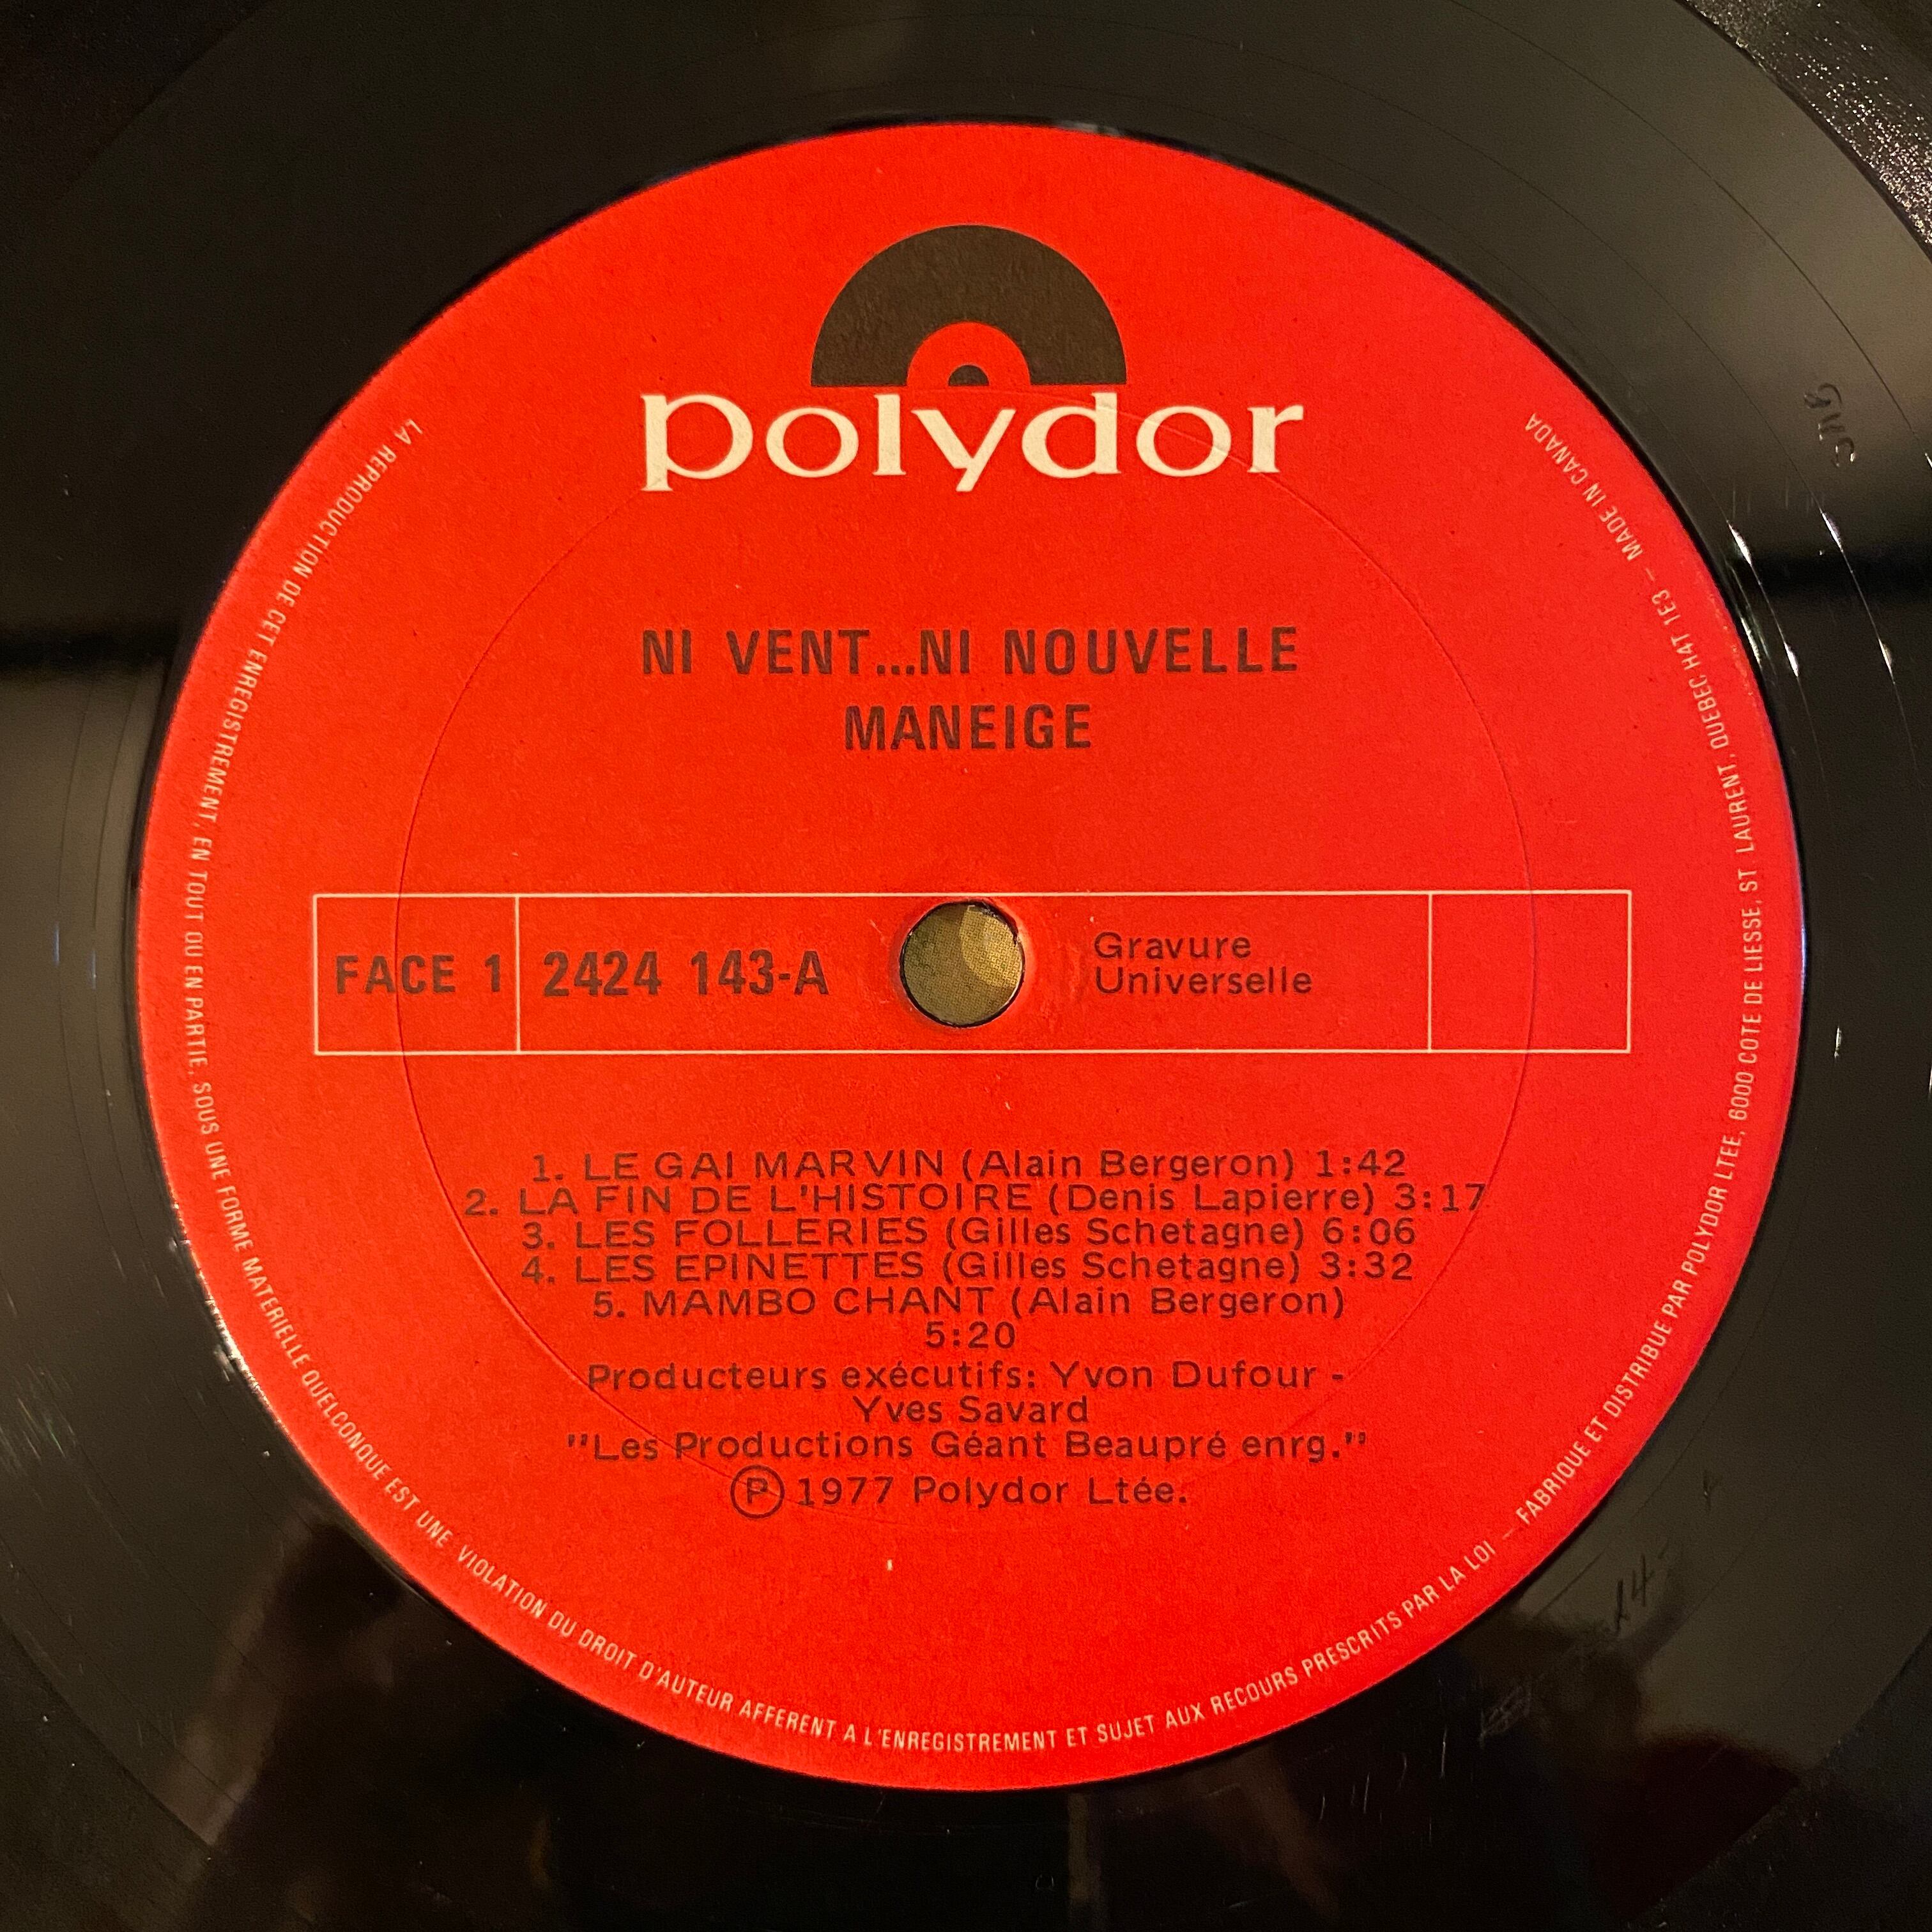 polydor
NI VENT...NI NOUVELLE
MANEIGE
FACE 1
2424 143-A
Gravure
Universelle
1. LE GAI MARVIN (Alain Bergeron) 1:42
2. LA FIN DE L'HISTOIRE (Denis Lapierre) 3:17
3. LES FOLLERIES (Gilles Schetagne) 6:06
4. LES EPINETTES (Gilles Schetagne) 3:32
5. MAMBO CHANT (Alain Bergeron)
5:20
Producteurs exécutifs: Yvon Dufour -
Yves Savard
"Les Productions Géant Beaupré enrg."
Ⓟ 1977 Polydor Ltée.
LA REPRODUCTION DE CET ENREGISTREMENT, EN TOUT OU EN PARTIE, SOUS UNE FORME MATERIELLE QUELCONQUE EST UNE VIOLATION DU DROIT D'AUTEUR AFFERENT A L'ENREGISTREMENT ET SUJET AUX RECOURS PRESCRITS PAR LA LOI — FABRIQUE ET DISTRIBUE PAR POLYDOR LTEE, 6000 COTE DE LIESSE, ST LAURENT, QUEBEC H4T 1E3 — MADE IN CANADA